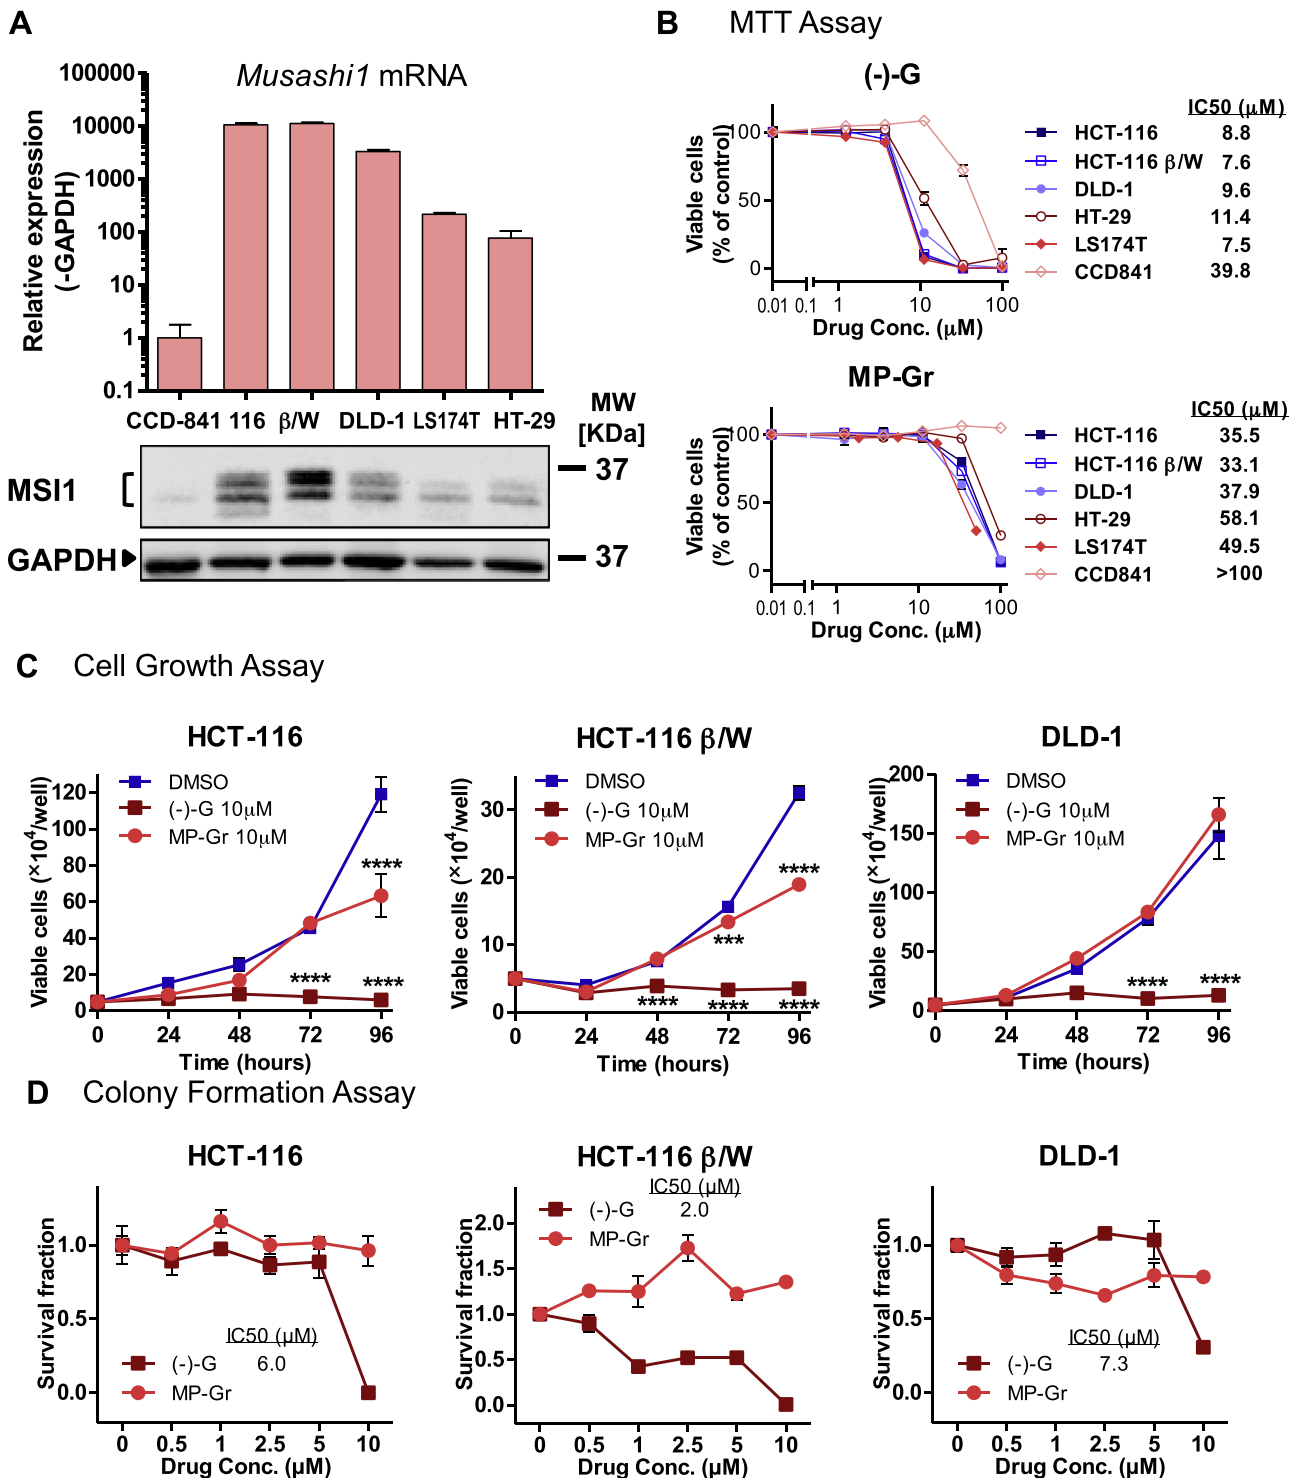 A
Musashi1 mRNA
Relative expression
(-GAPDH)
100000
10000
1000
100
10
1
0.1
CCD-841 116 β/W DLD-1 LS174T HT-29
MW
[KDa]
MSI1
37
GAPDH
37
B MTT Assay
(-)-G
Viable cells
(% of control)
100
50
0
0.01 0.1 1 10 100
Drug Conc. (μM)
IC50 (μM)
HCT-116 8.8
HCT-116 β/W 7.6
DLD-1 9.6
HT-29 11.4
LS174T 7.5
CCD841 39.8
MP-Gr
Viable cells
(% of control)
100
50
0
0.01 0.1 1 10 100
Drug Conc. (μM)
IC50 (μM)
HCT-116 35.5
HCT-116 β/W 33.1
DLD-1 37.9
HT-29 58.1
LS174T 49.5
CCD841 >100
C Cell Growth Assay
HCT-116
Viable cells (×10⁴/well)
120
100
80
60
40
20
0
DMSO
(-)-G 10μM
MP-Gr 10μM
****
**** ****
0 24 48 72 96
Time (hours)
HCT-116 β/W
Viable cells (×10⁴/well)
30
20
10
0
DMSO
(-)-G 10μM
MP-Gr 10μM
****
***
**** **** ****
0 24 48 72 96
Time (hours)
DLD-1
Viable cells (×10⁴/well)
200
150
100
50
0
DMSO
(-)-G 10μM
MP-Gr 10μM
**** ****
0 24 48 72 96
Time (hours)
D Colony Formation Assay
HCT-116
Survival fraction
1.0
0.5
0.0
IC50 (μM)
(-)-G 6.0
MP-Gr
0 0.5 1 2.5 5 10
Drug Conc. (μM)
HCT-116 β/W
Survival fraction
2.0
1.5
1.0
0.5
0.0
IC50 (μM)
(-)-G 2.0
MP-Gr
0 0.5 1 2.5 5 10
Drug Conc. (μM)
DLD-1
Survival fraction
1.0
0.5
0.0
IC50 (μM)
(-)-G 7.3
MP-Gr
0 0.5 1 2.5 5 10
Drug Conc. (μM)